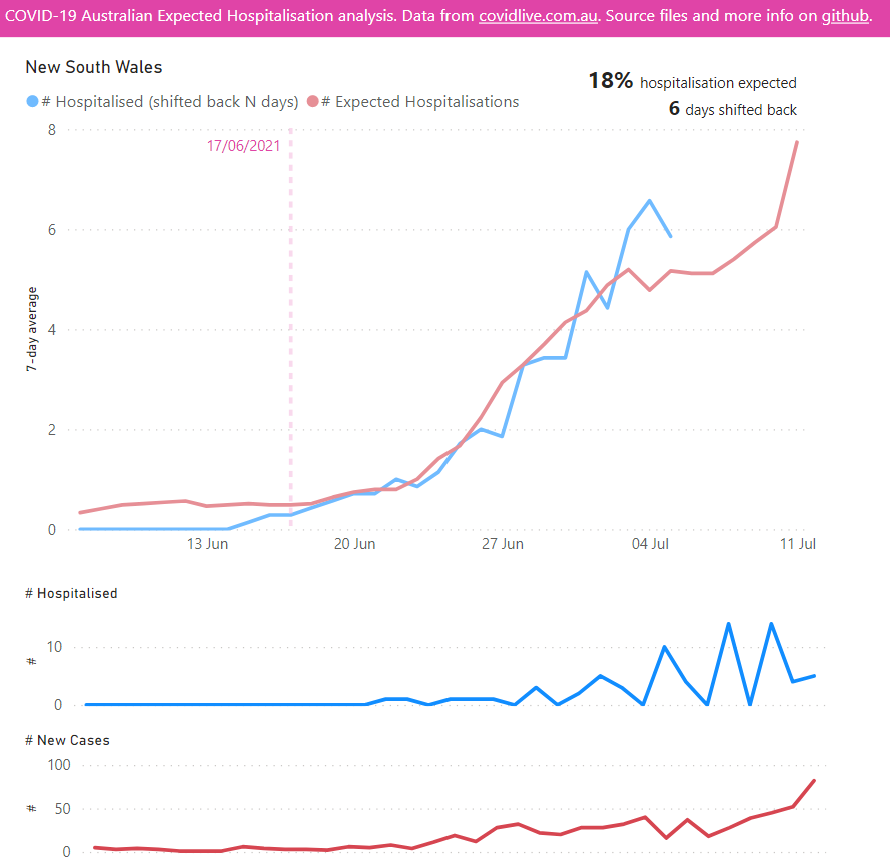 COVID-19 Australian Expected Hospitalisation analysis. Data from covidlive.com.au. Source files and more info on github.
New South Wales
# Hospitalised (shifted back N days) # Expected Hospitalisations
18% hospitalisation expected
6 days shifted back
8
17/06/2021
6
7-day average
4
2
0
13 Jun 20 Jun 27 Jun 04 Jul 11 Jul
# Hospitalised
10
#
0
# New Cases
100
# 50
0